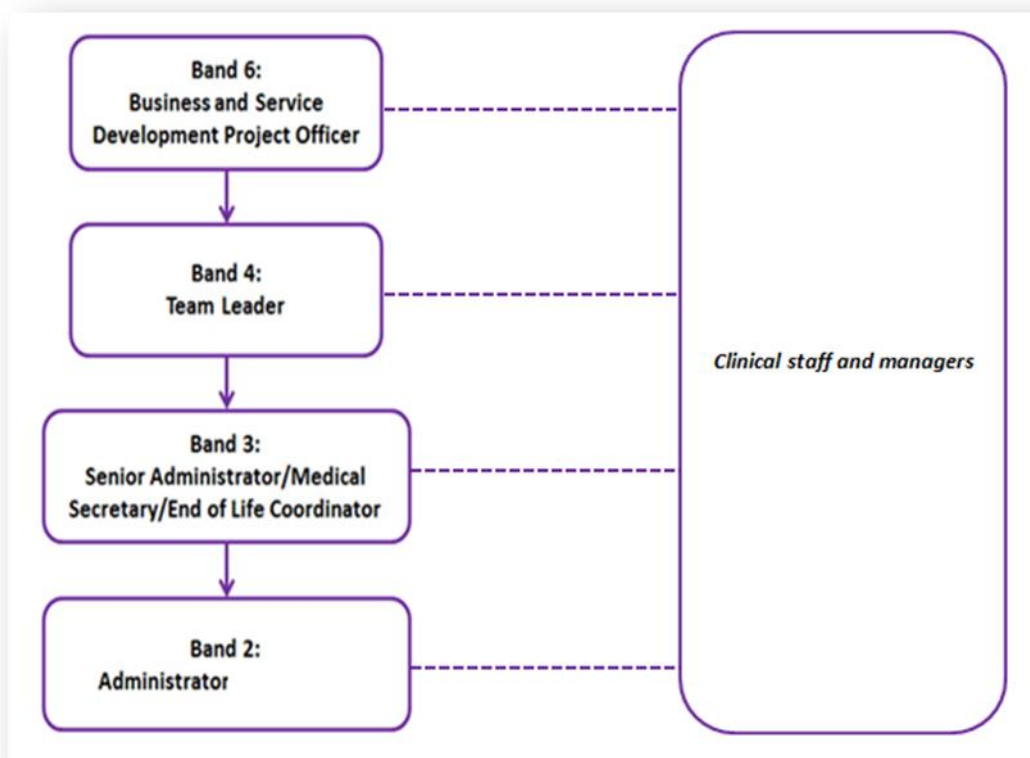 Band 6:
Business and Service
Development Project Officer
Band 4:
Team Leader
Band 3:
Senior Administrator/Medical
Secretary/End of Life Coordinator
Band 2:
Administrator
Clinical staff and managers